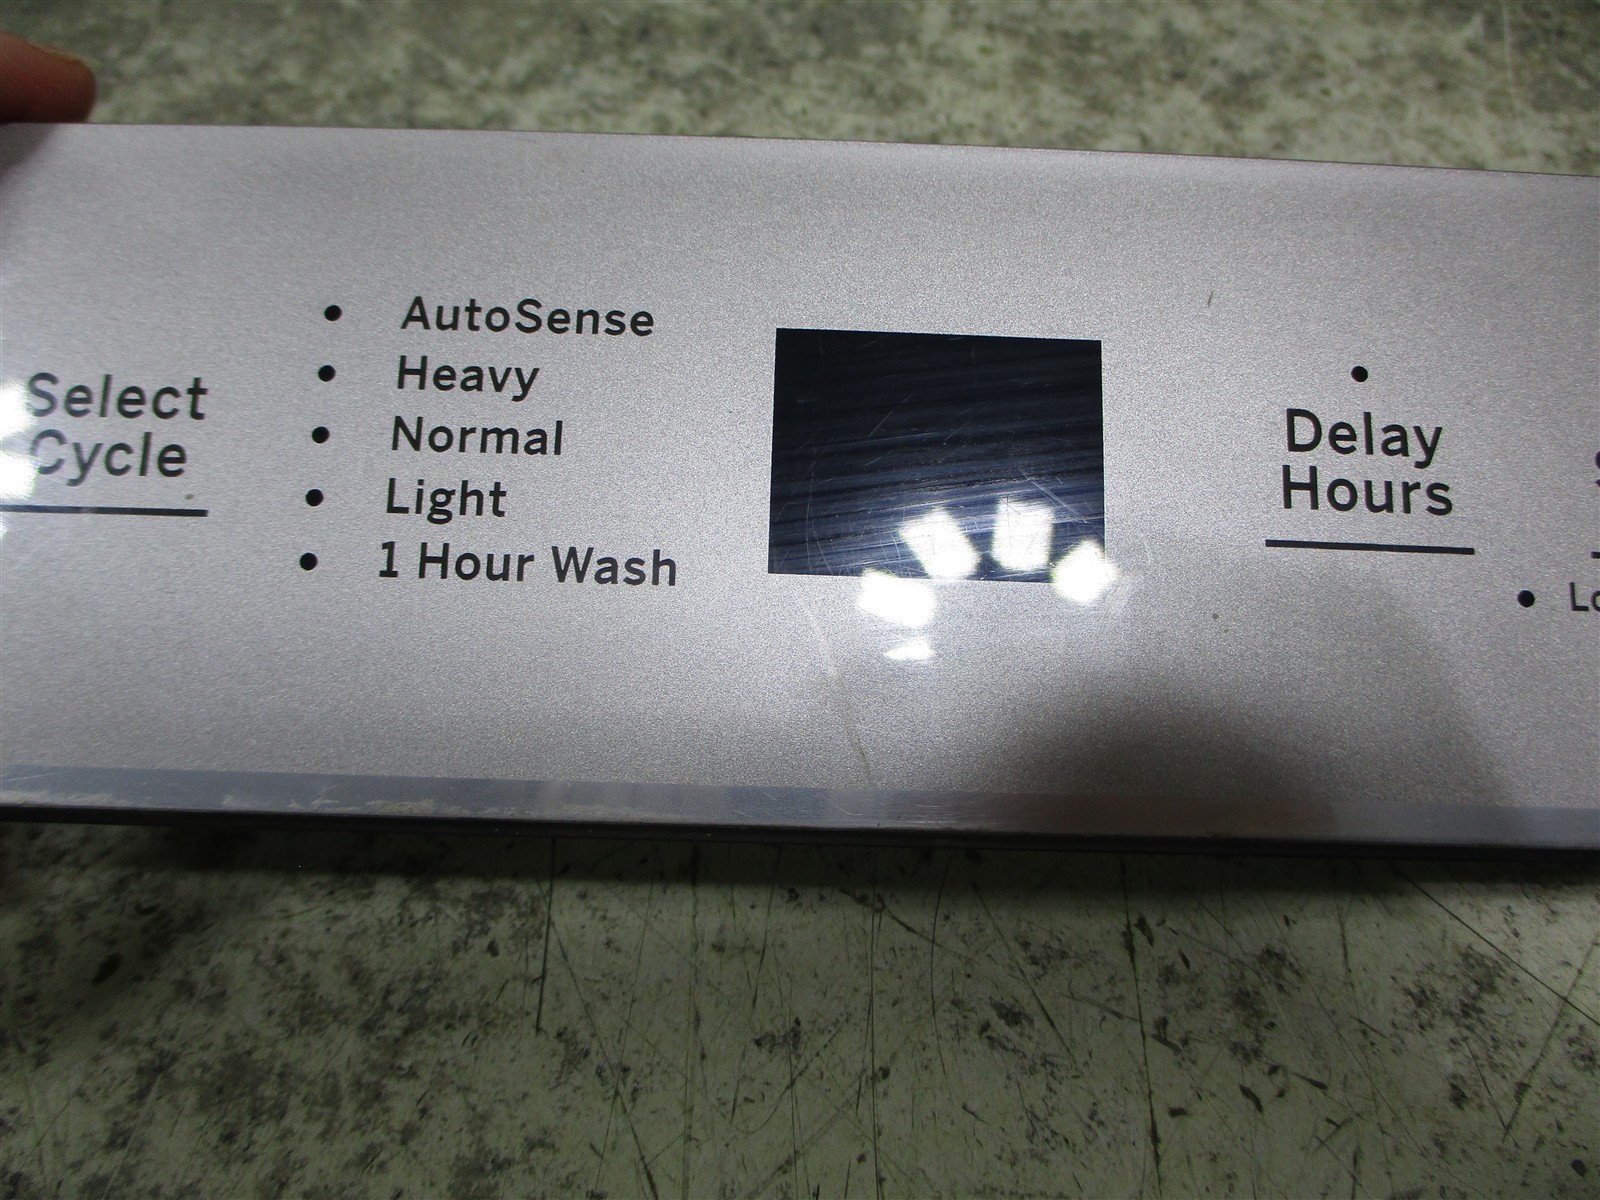 Select
Cycle
AutoSense
Heavy
Normal
Light
1 Hour Wash
Delay
Hours